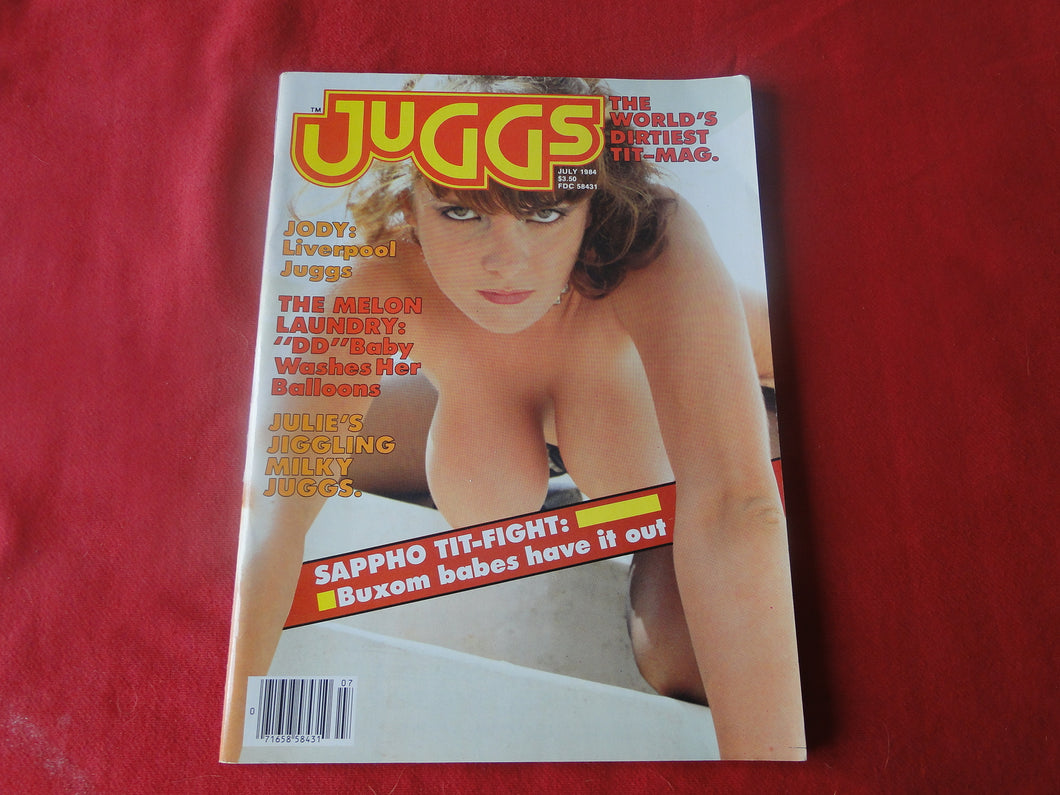 TM
JUGGS
JULY 1984
$3.50
FDC 58431
THE
WORLD'S
DIRTIEST
TIT-MAG.
JODY:
Liverpool
Juggs
THE MELON
LAUNDRY:
"DD" Baby
Washes Her
Balloons
JULIE'S
JIGGLING
MILKY
JUGGS.
SAPPHO TIT-FIGHT:
Buxom babes have it out
07
0
71658 58431